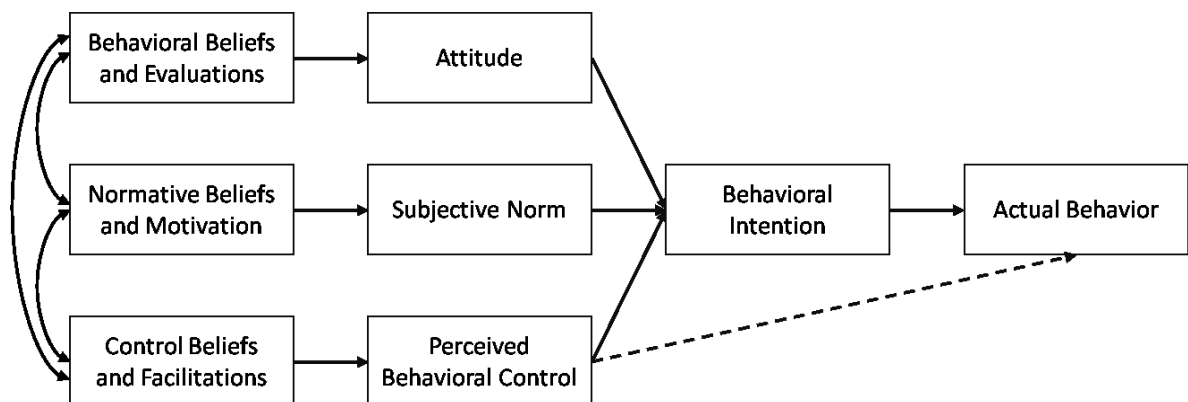 Behavioral Beliefs
and Evaluations
Attitude
Normative Beliefs
and Motivation
Subjective Norm
Behavioral
Intention
Actual Behavior
Control Beliefs
and Facilitations
Perceived
Behavioral Control